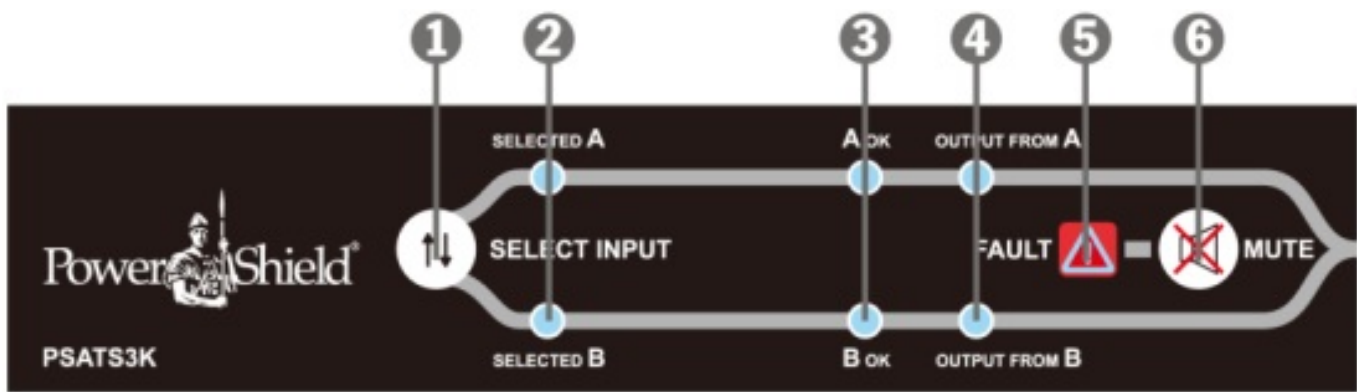 1 2 3 4 5 6
SELECTED A A OK OUTPUT FROM A
PowerShield®
SELECT INPUT
FAULT MUTE
PSATS3K
SELECTED B B OK OUTPUT FROM B